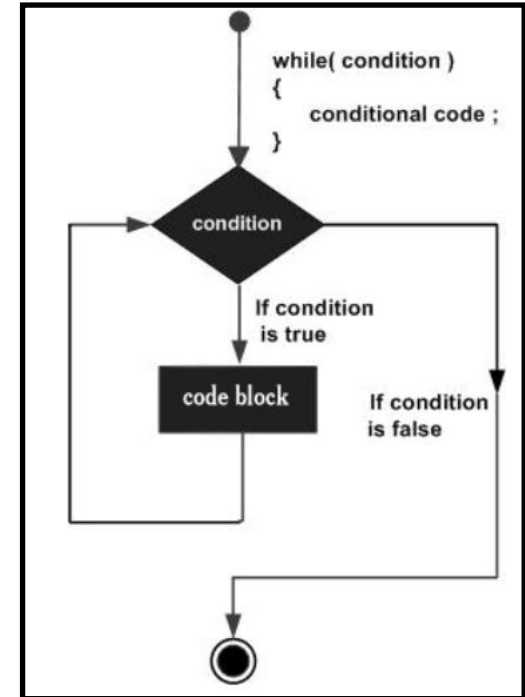 while( condition )
{
conditional code ;
}
condition
If condition
is true
code block
If condition
is false